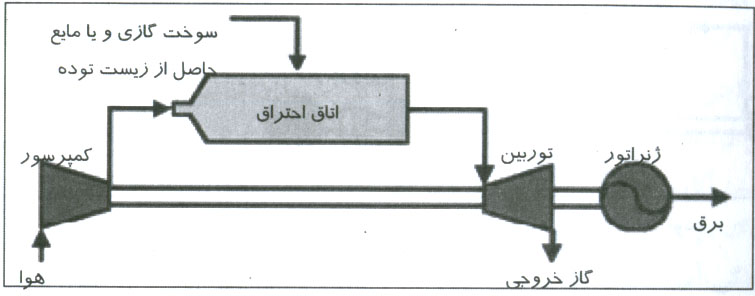 سوخت گازی و یا مایع
حاصل از زیست توده
اتاق احتراق
کمپرسور
توربین
ژنراتور
برق
هوا
گاز خروجی